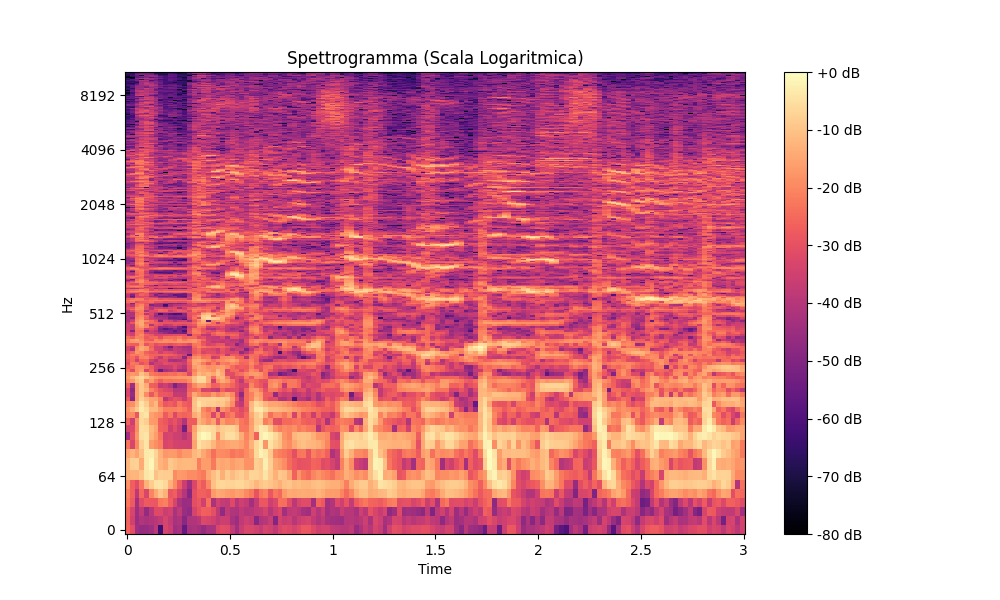 Spettrogramma (Scala Logaritmica)
8192
4096
2048
1024
512
256
128
64
0
Hz
0
0.5
1
1.5
2
2.5
3
Time
+0 dB
-10 dB
-20 dB
-30 dB
-40 dB
-50 dB
-60 dB
-70 dB
-80 dB